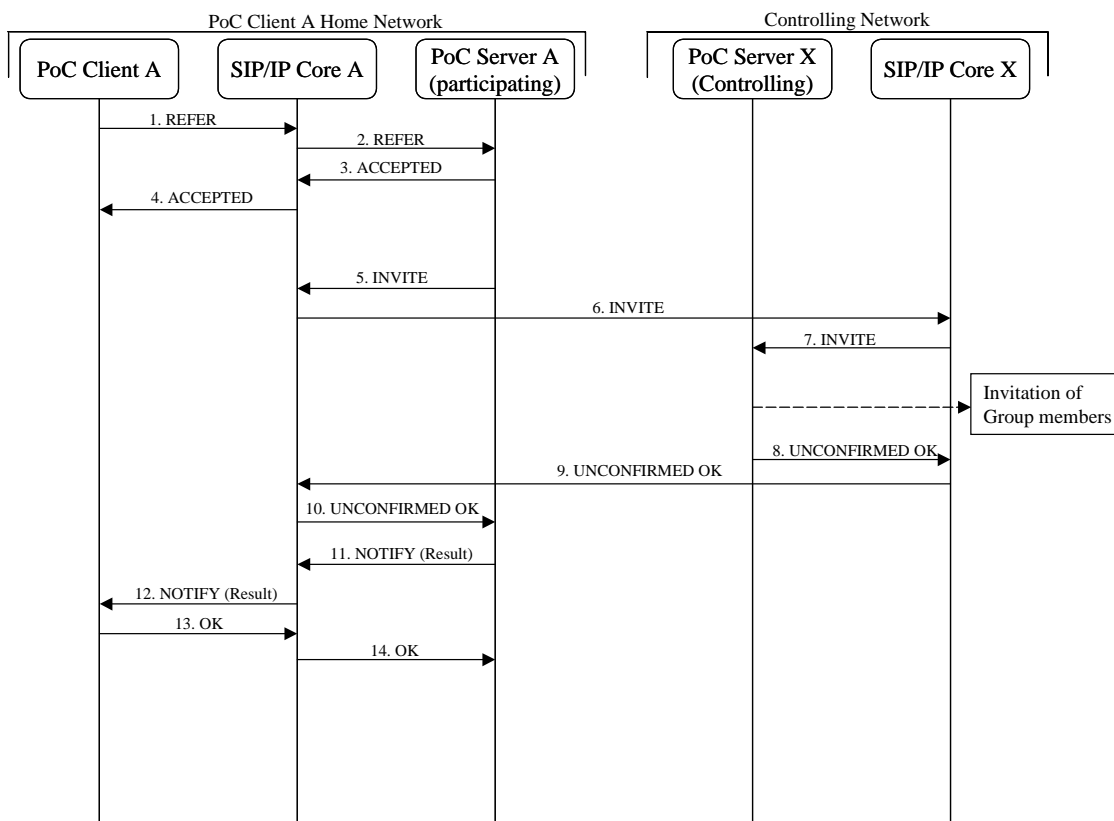 PoC Client A Home Network
Controlling Network
PoC Client A
SIP/IP Core A
PoC Server A
(participating)
PoC Server X
(Controlling)
SIP/IP Core X
1. REFER
2. REFER
3. ACCEPTED
4. ACCEPTED
5. INVITE
6. INVITE
7. INVITE
Invitation of
Group members
8. UNCONFIRMED OK
9. UNCONFIRMED OK
10. UNCONFIRMED OK
11. NOTIFY (Result)
12. NOTIFY (Result)
13. OK
14. OK